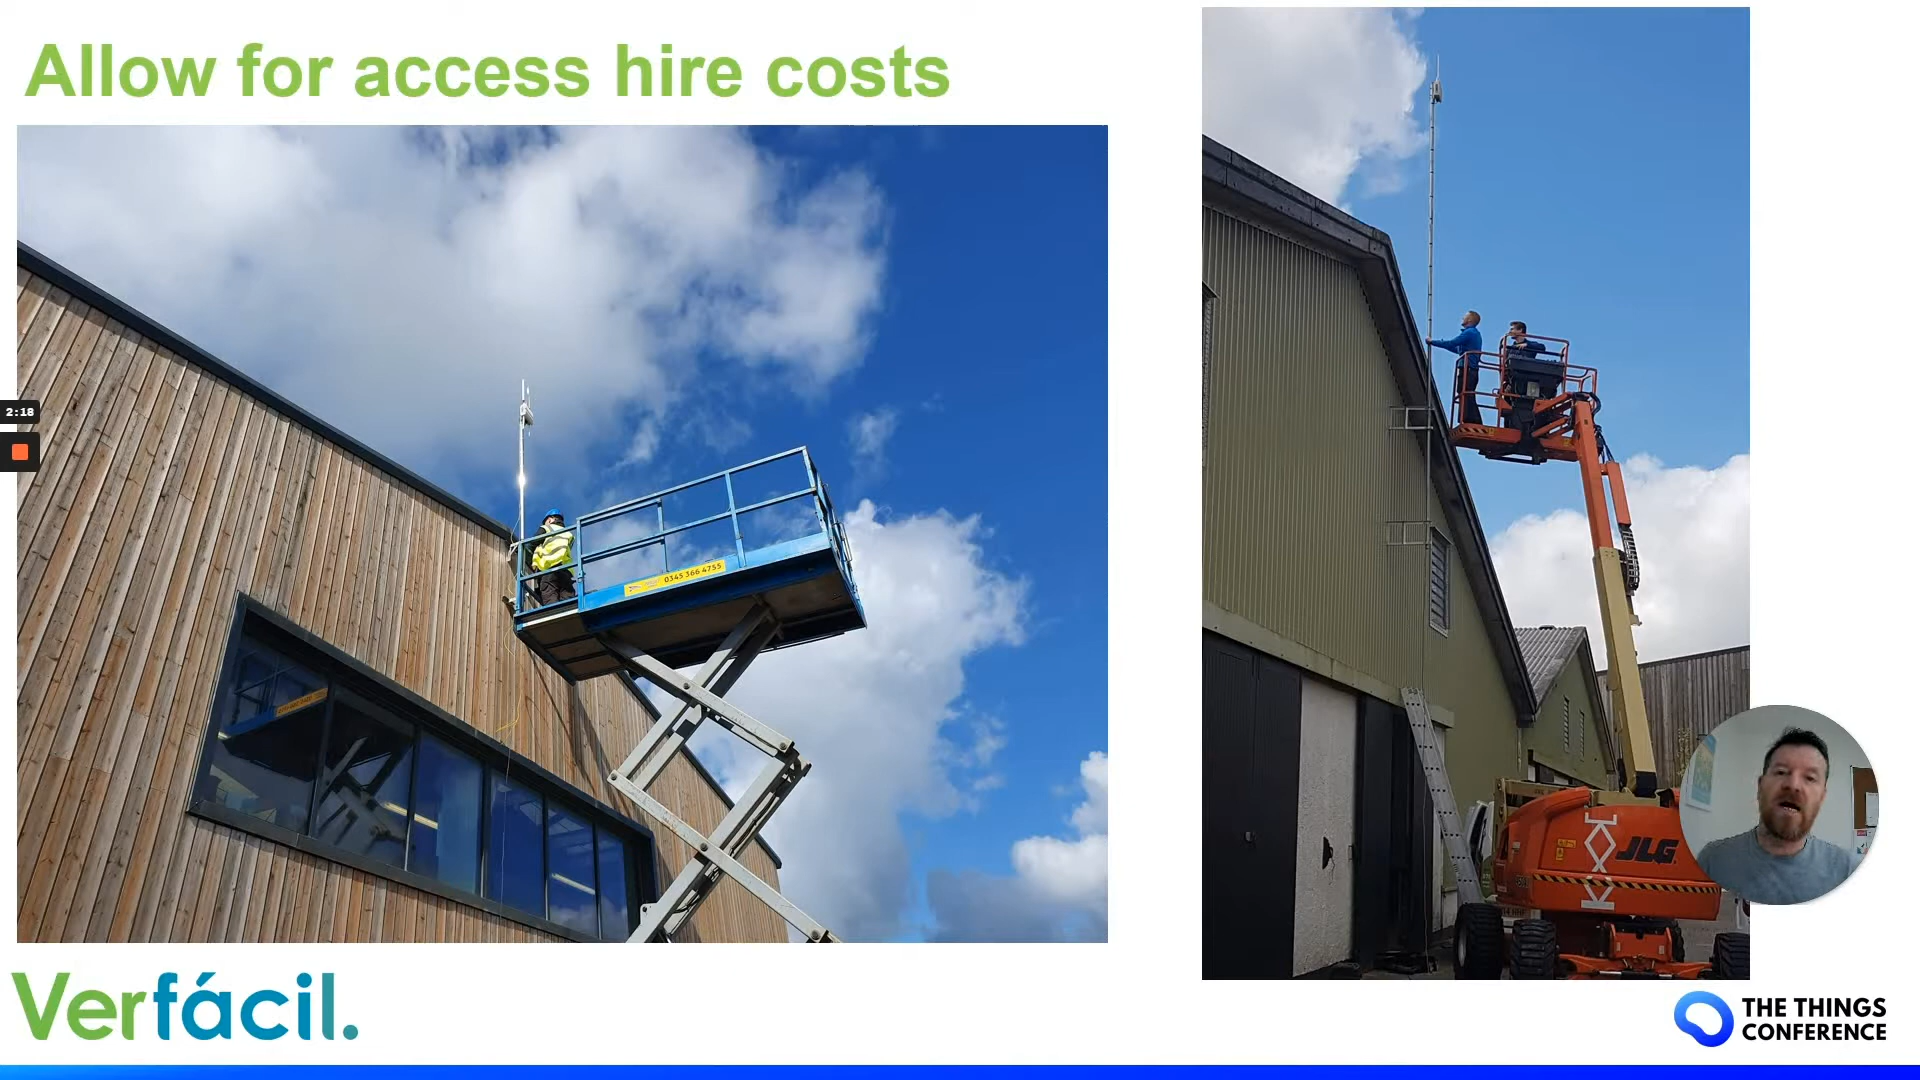 Allow for access hire costs
2:18
0345 366 4755
JLG
Verfácil.
THE THINGS
CONFERENCE